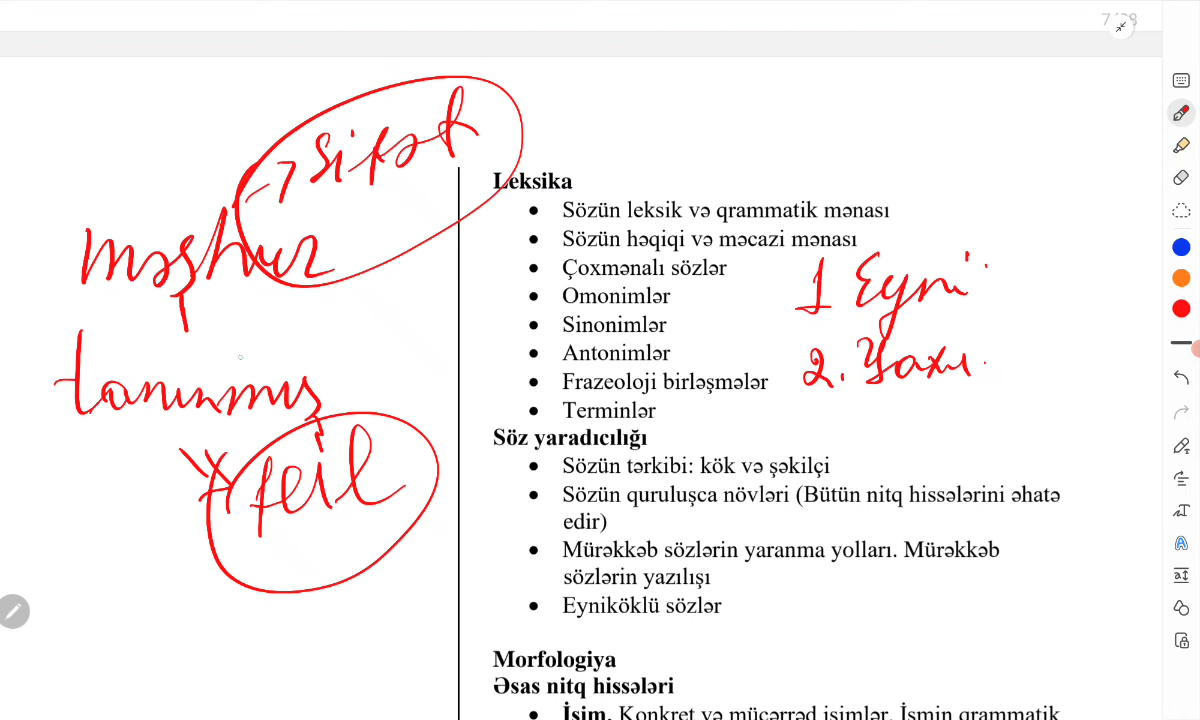 sifət
məşhur
tanınmış
feil
Leksika
• Sözün leksik və qrammatik mənası
• Sözün həqiqi və məcazi mənası
• Çoxmənalı sözlər
• Omonimlər
• Sinonimlər
• Antonimlər
• Frazeoloji birləşmələr
• Terminlər
1 Eyni
2. Yaxı
Söz yaradıcılığı
• Sözün tərkibi: kök və şəkilçi
• Sözün quruluşca növləri (Bütün nitq hissələrini əhatə
edir)
• Mürəkkəb sözlərin yaranma yolları. Mürəkkəb
sözlərin yazılışı
• Eyniköklü sözlər
Morfologiya
Əsas nitq hissələri
• İsim. Konkret və mücərrəd isimlər. İsmin qrammatik